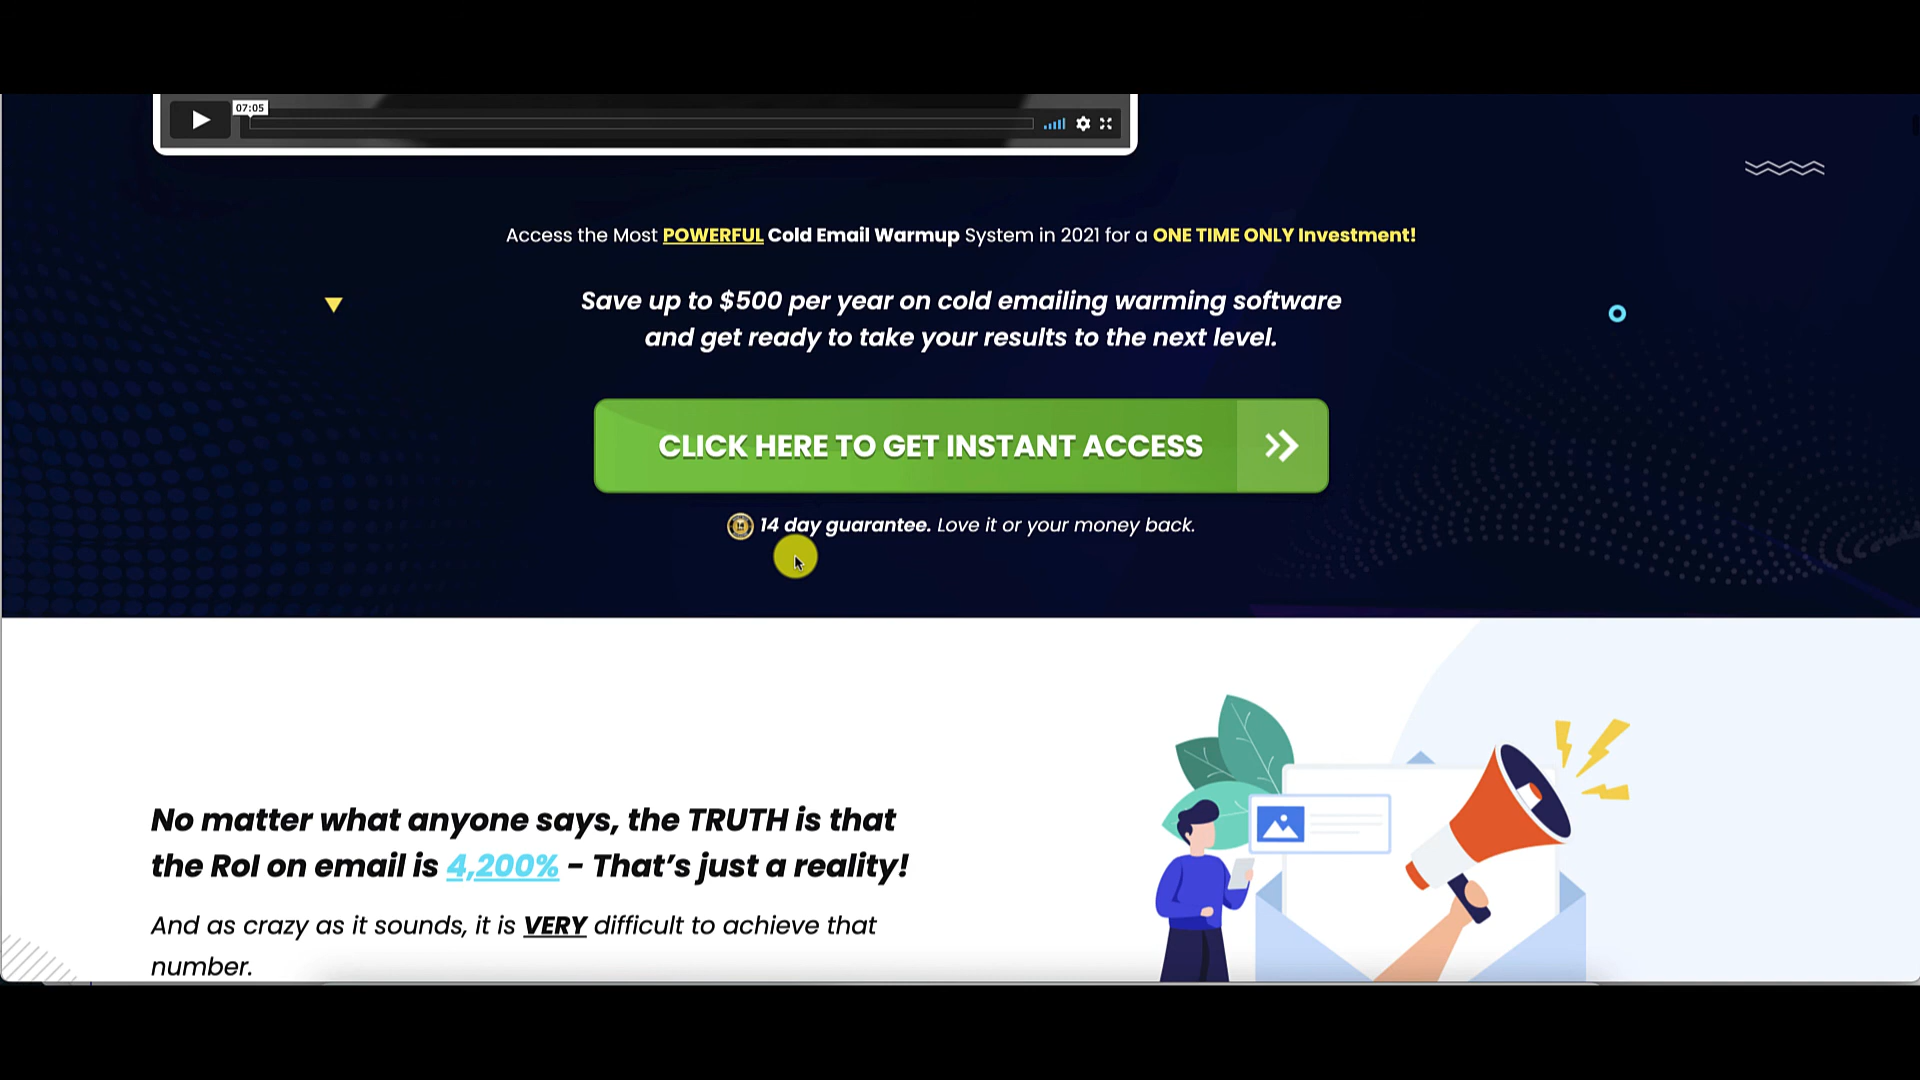 07:05
Access the Most POWERFUL Cold Email Warmup System in 2021 for a ONE TIME ONLY Investment!
Save up to $500 per year on cold emailing warming software
and get ready to take your results to the next level.
CLICK HERE TO GET INSTANT ACCESS
14 day guarantee. Love it or your money back.
No matter what anyone says, the TRUTH is that
the RoI on email is 4,200% – That’s just a reality!
And as crazy as it sounds, it is VERY difficult to achieve that
number.